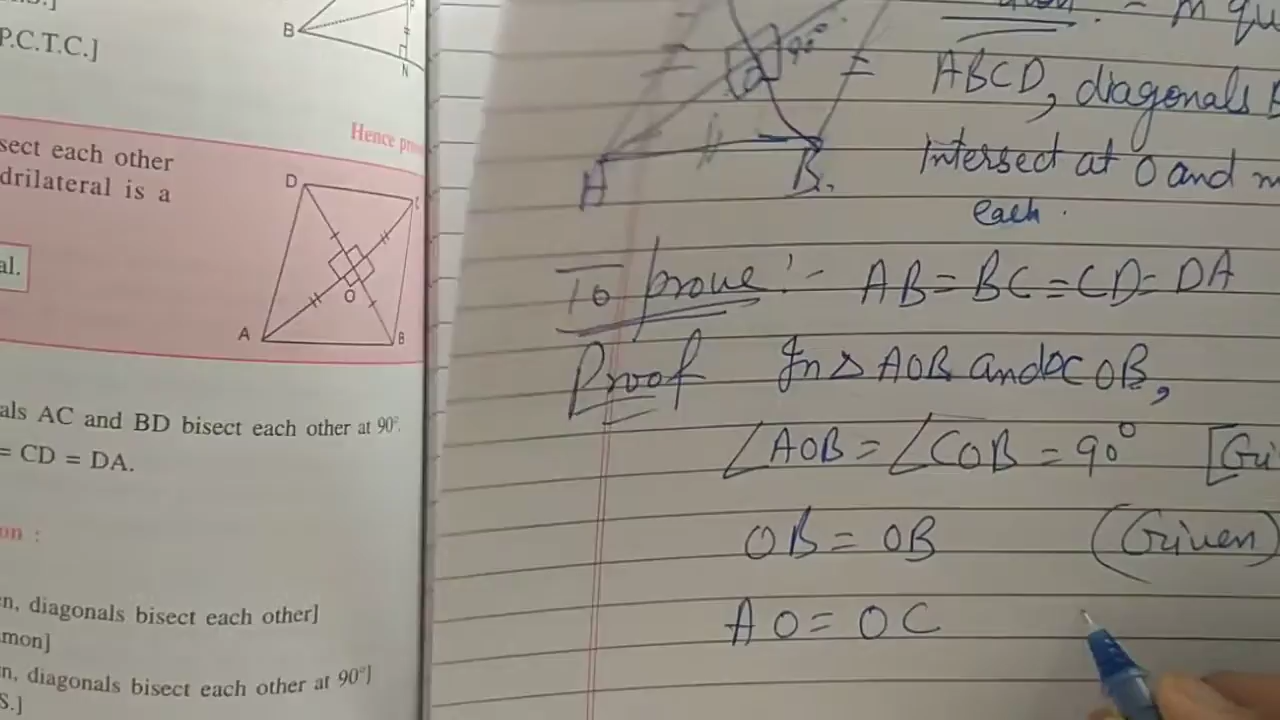 P.C.T.C.]
B
N
Hence
sect each other
drilateral is a
al.
D
C
O
A
B
als AC and BD bisect each other at 90°.
= CD = DA.
on :
n, diagonals bisect each other]
mon]
n, diagonals bisect each other at 90°]
S.]
90°
O
A
B.
ABCD, diagonals
Intersect at O and
each.
To prove :- AB = BC = CD = DA
Proof In △ AOB and △ COB,
∠AOB = ∠COB = 90° [Gi
OB = OB (Given)
AO = OC